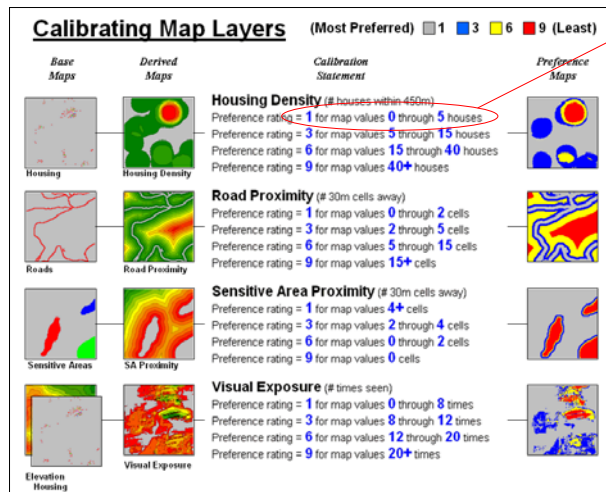 Calibrating Map Layers (Most Preferred) 1 3 6 9 (Least)
Base Maps Derived Maps Calibration Statement Preference Maps
Housing Density (# houses within 450m)
Preference rating = 1 for map values 0 through 5 houses
Preference rating = 3 for map values 5 through 15 houses
Preference rating = 6 for map values 15 through 40 houses
Preference rating = 9 for map values 40+ houses
Housing Housing Density
Road Proximity (# 30m cells away)
Preference rating = 1 for map values 0 through 2 cells
Preference rating = 3 for map values 2 through 5 cells
Preference rating = 6 for map values 5 through 15 cells
Preference rating = 9 for map values 15+ cells
Roads Road Proximity
Sensitive Area Proximity (# 30m cells away)
Preference rating = 1 for map values 4+ cells
Preference rating = 3 for map values 2 through 4 cells
Preference rating = 6 for map values 0 through 2 cells
Preference rating = 9 for map values 0 cells
Sensitive Areas SA Proximity
Visual Exposure (# times seen)
Preference rating = 1 for map values 0 through 8 times
Preference rating = 3 for map values 8 through 12 times
Preference rating = 6 for map values 12 through 20 times
Preference rating = 9 for map values 20+ times
Visual Exposure
Elevation
Housing